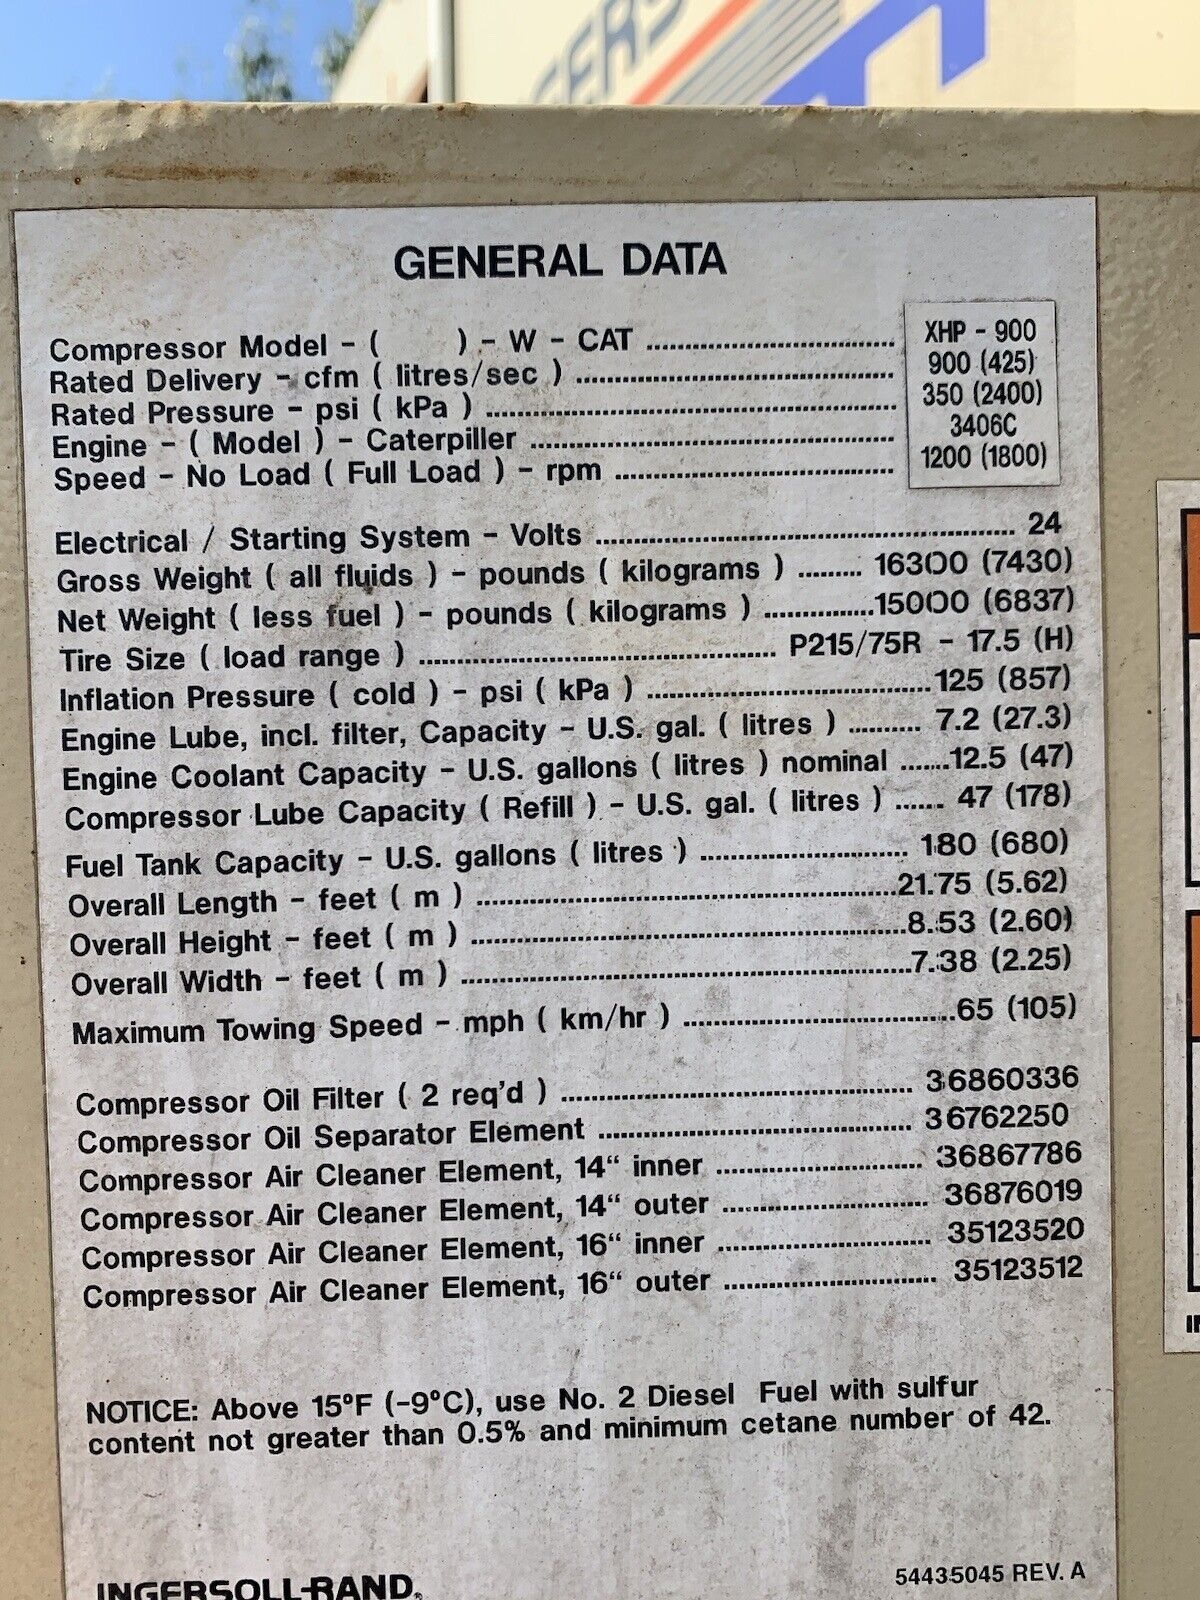 GENERAL DATA
Compressor Model - (      ) - W - CAT ........ XHP - 900
Rated Delivery - cfm ( litres/sec ) ........ 900 (425)
Rated Pressure - psi ( kPa ) ........ 350 (2400)
Engine - ( Model ) - Caterpiller ........ 3406C
Speed - No Load ( Full Load ) - rpm ........ 1200 (1800)
Electrical / Starting System - Volts ........ 24
Gross Weight ( all fluids ) - pounds ( kilograms ) ........ 16300 (7430)
Net Weight ( less fuel ) - pounds ( kilograms ) ........ 15000 (6837)
Tire Size ( load range ) ........ P215/75R - 17.5 (H)
Inflation Pressure ( cold ) - psi ( kPa ) ........ 125 (857)
Engine Lube, incl. filter, Capacity - U.S. gal. ( litres ) ........ 7.2 (27.3)
Engine Coolant Capacity - U.S. gallons ( litres ) nominal ........ 12.5 (47)
Compressor Lube Capacity ( Refill ) - U.S. gal. ( litres ) ...... 47 (178)
Fuel Tank Capacity - U.S. gallons ( litres ) ........ 180 (680)
Overall Length - feet ( m ) ........ 21.75 (5.62)
Overall Height - feet ( m ) ........ 8.53 (2.60)
Overall Width - feet ( m ) ........ 7.38 (2.25)
Maximum Towing Speed - mph ( km/hr ) ........ 65 (105)
Compressor Oil Filter ( 2 req'd ) ........ 36860336
Compressor Oil Separator Element ........ 36762250
Compressor Air Cleaner Element, 14“ inner ........ 36867786
Compressor Air Cleaner Element, 14“ outer ........ 36876019
Compressor Air Cleaner Element, 16“ inner ........ 35123520
Compressor Air Cleaner Element, 16“ outer ........ 35123512
NOTICE: Above 15°F (-9°C), use No. 2 Diesel Fuel with sulfur
content not greater than 0.5% and minimum cetane number of 42.
INGERSOLL-RAND.
54435045 REV. A